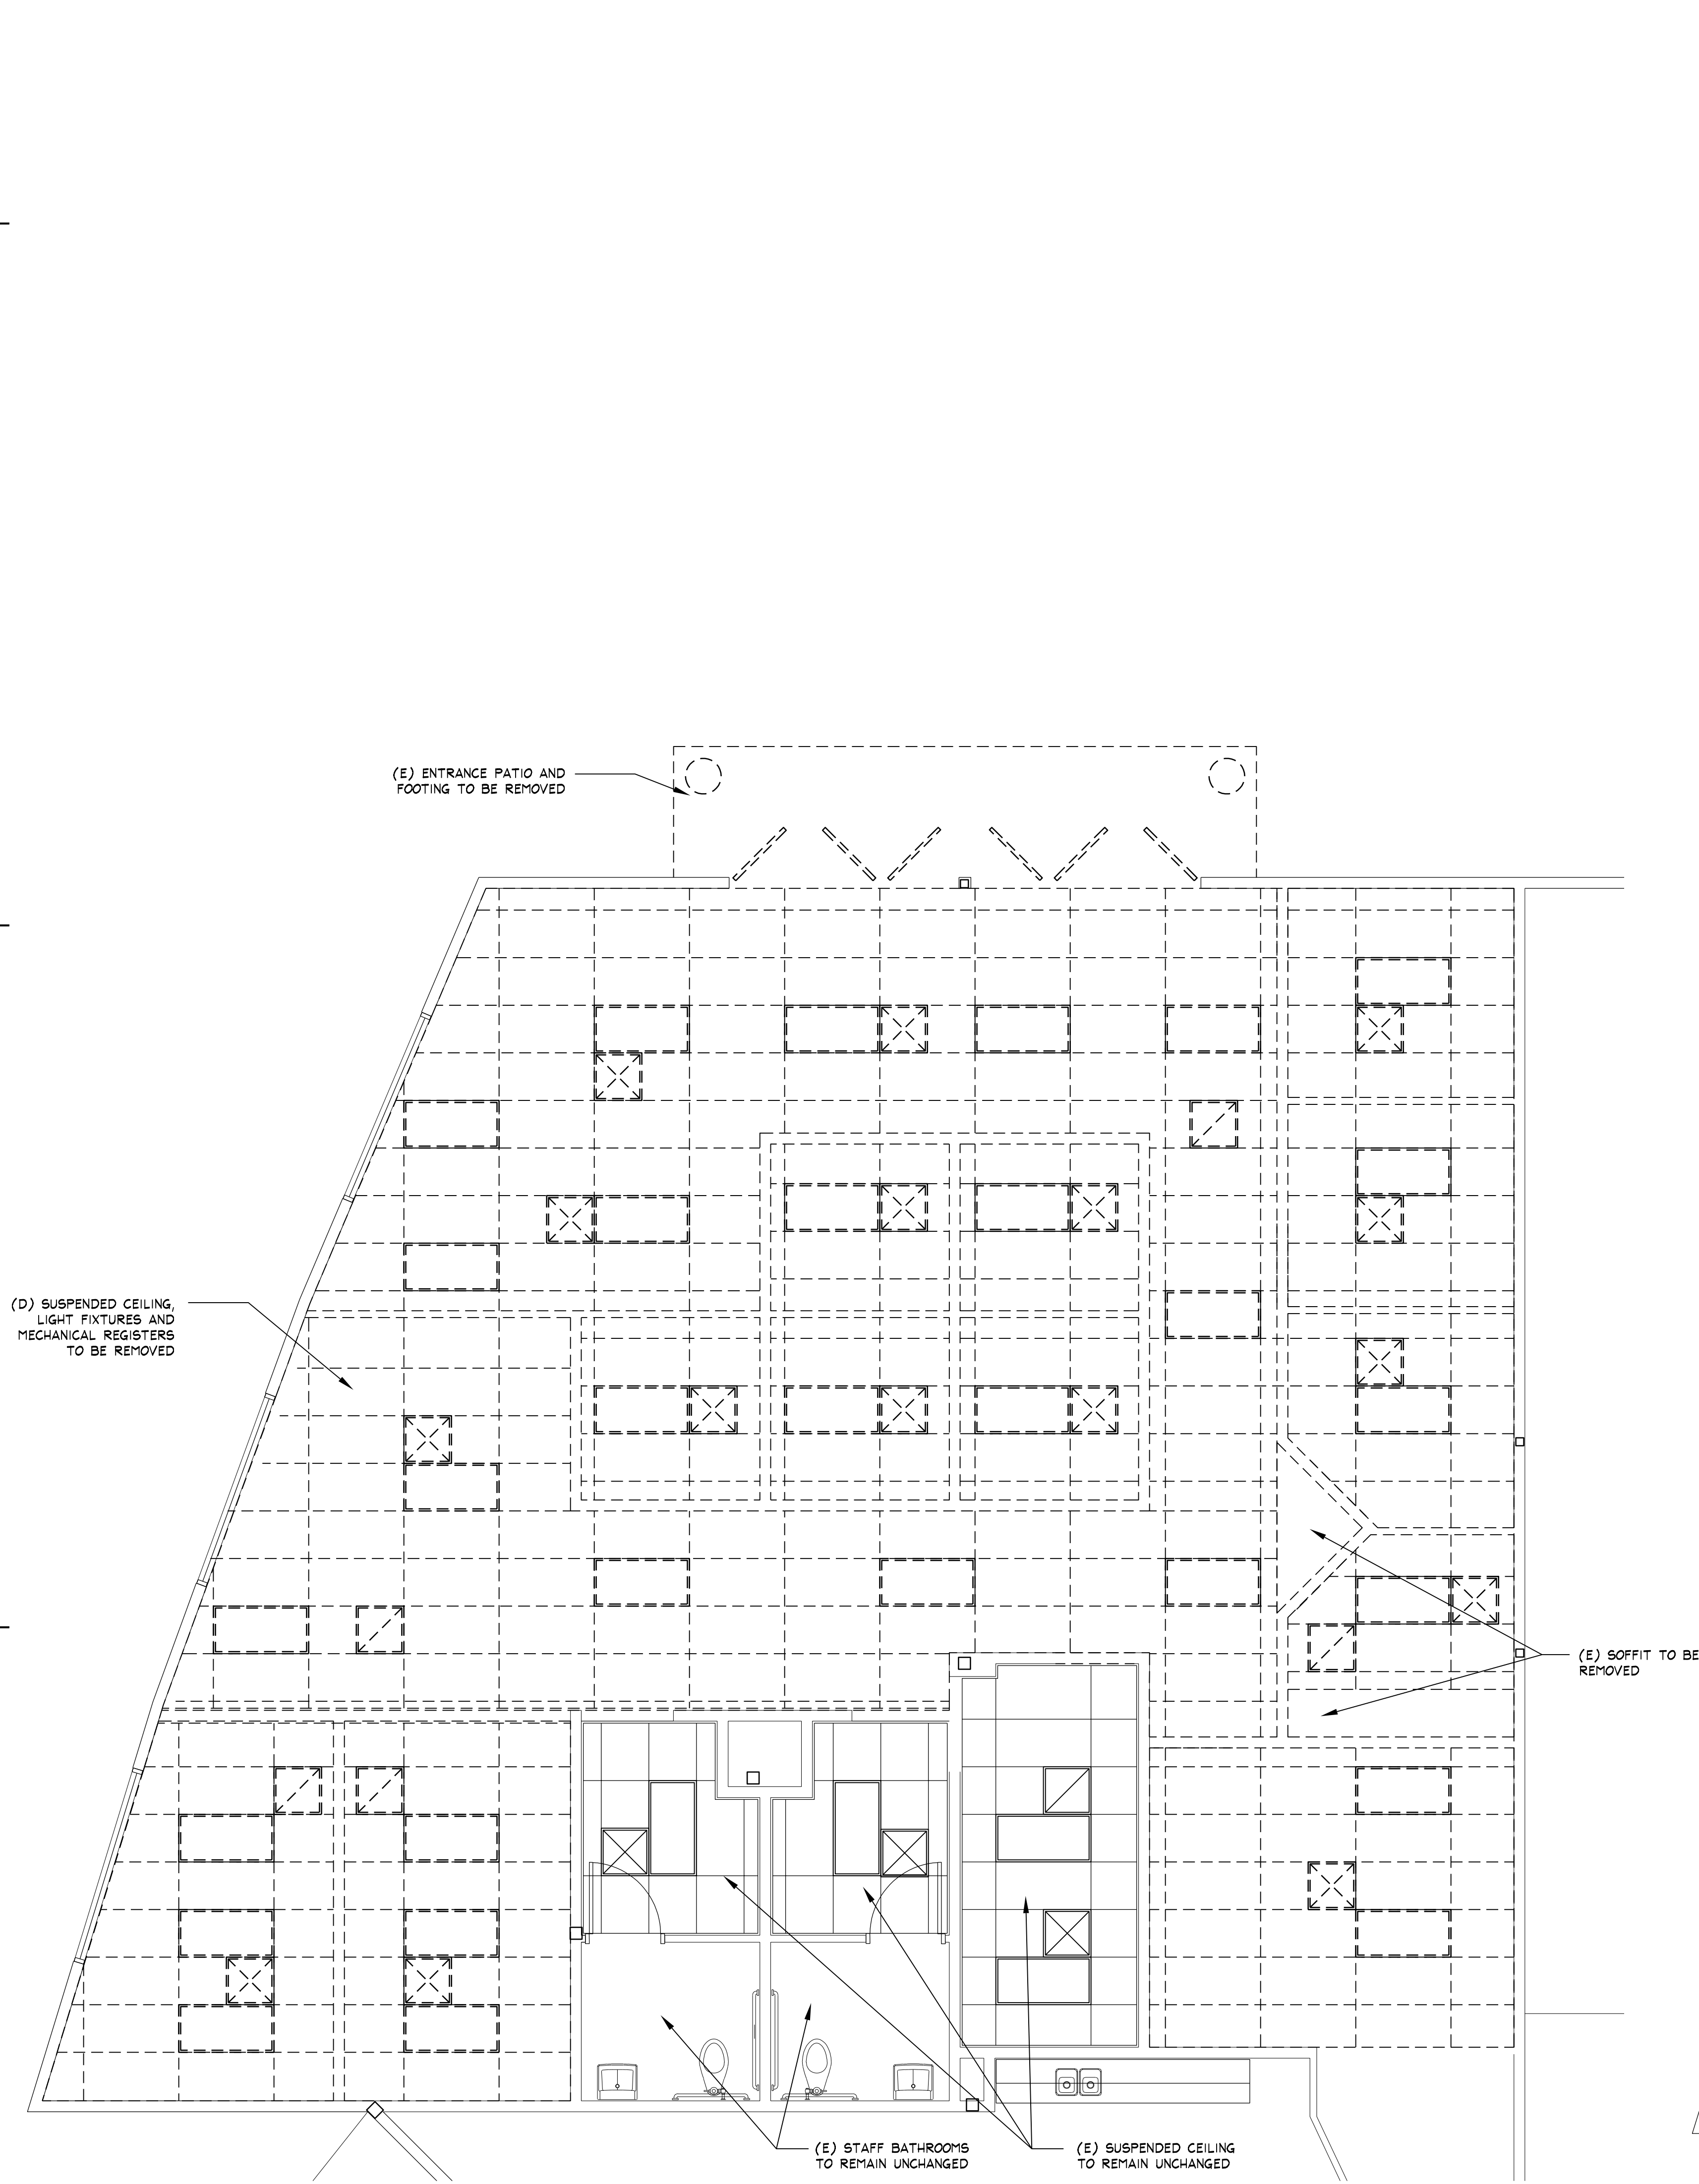 (E) ENTRANCE PATIO AND
FOOTING TO BE REMOVED
(D) SUSPENDED CEILING,
LIGHT FIXTURES AND
MECHANICAL REGISTERS
TO BE REMOVED
(E) SOFFIT TO BE
REMOVED
(E) STAFF BATHROOMS
TO REMAIN UNCHANGED
(E) SUSPENDED CEILING
TO REMAIN UNCHANGED